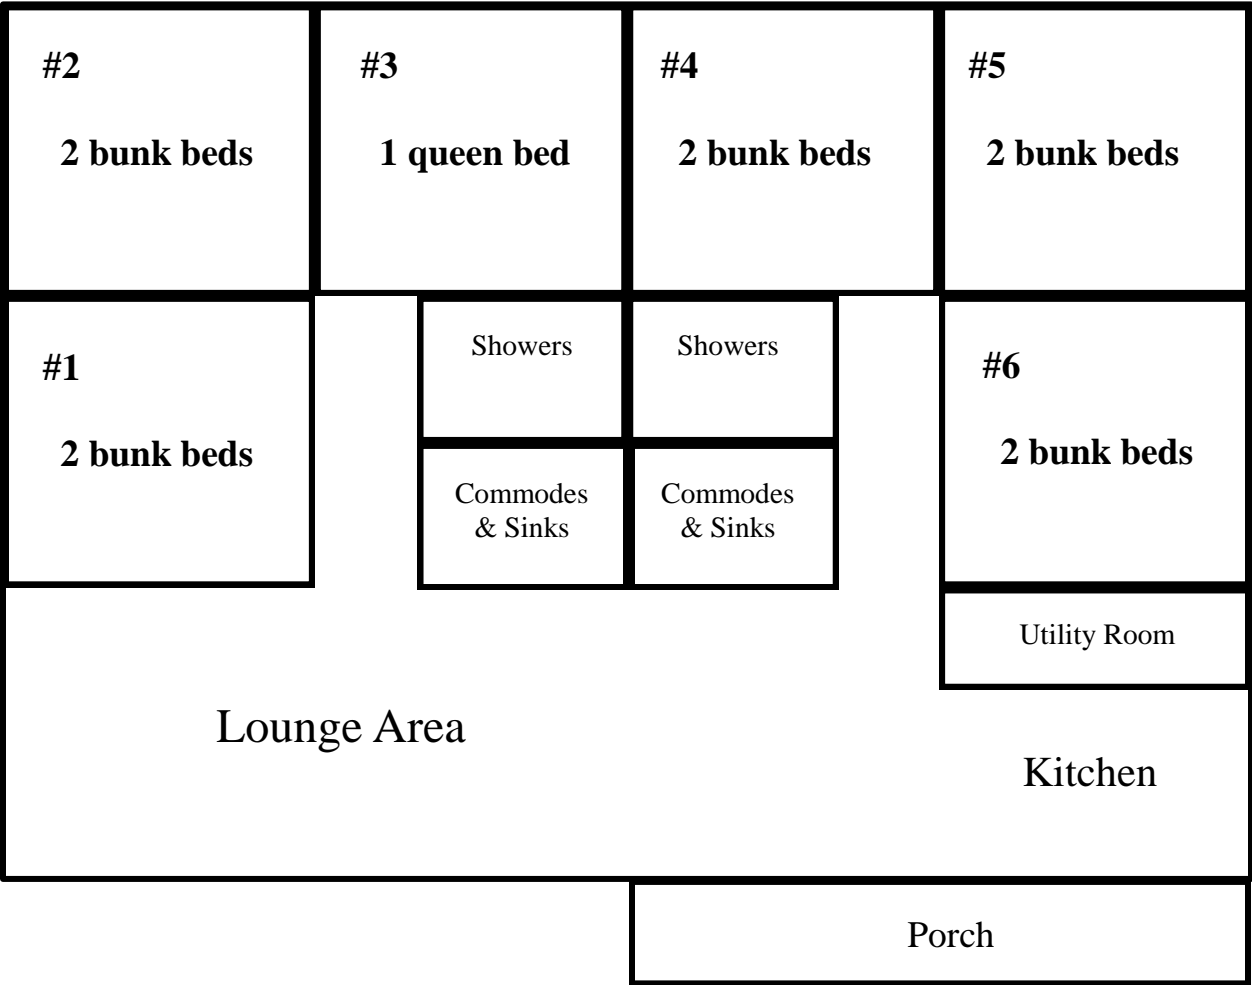 #2
2 bunk beds
#3
1 queen bed
#4
2 bunk beds
#5
2 bunk beds
#1
2 bunk beds
Showers
Showers
Commodes
& Sinks
Commodes
& Sinks
#6
2 bunk beds
Utility Room
Lounge Area
Kitchen
Porch